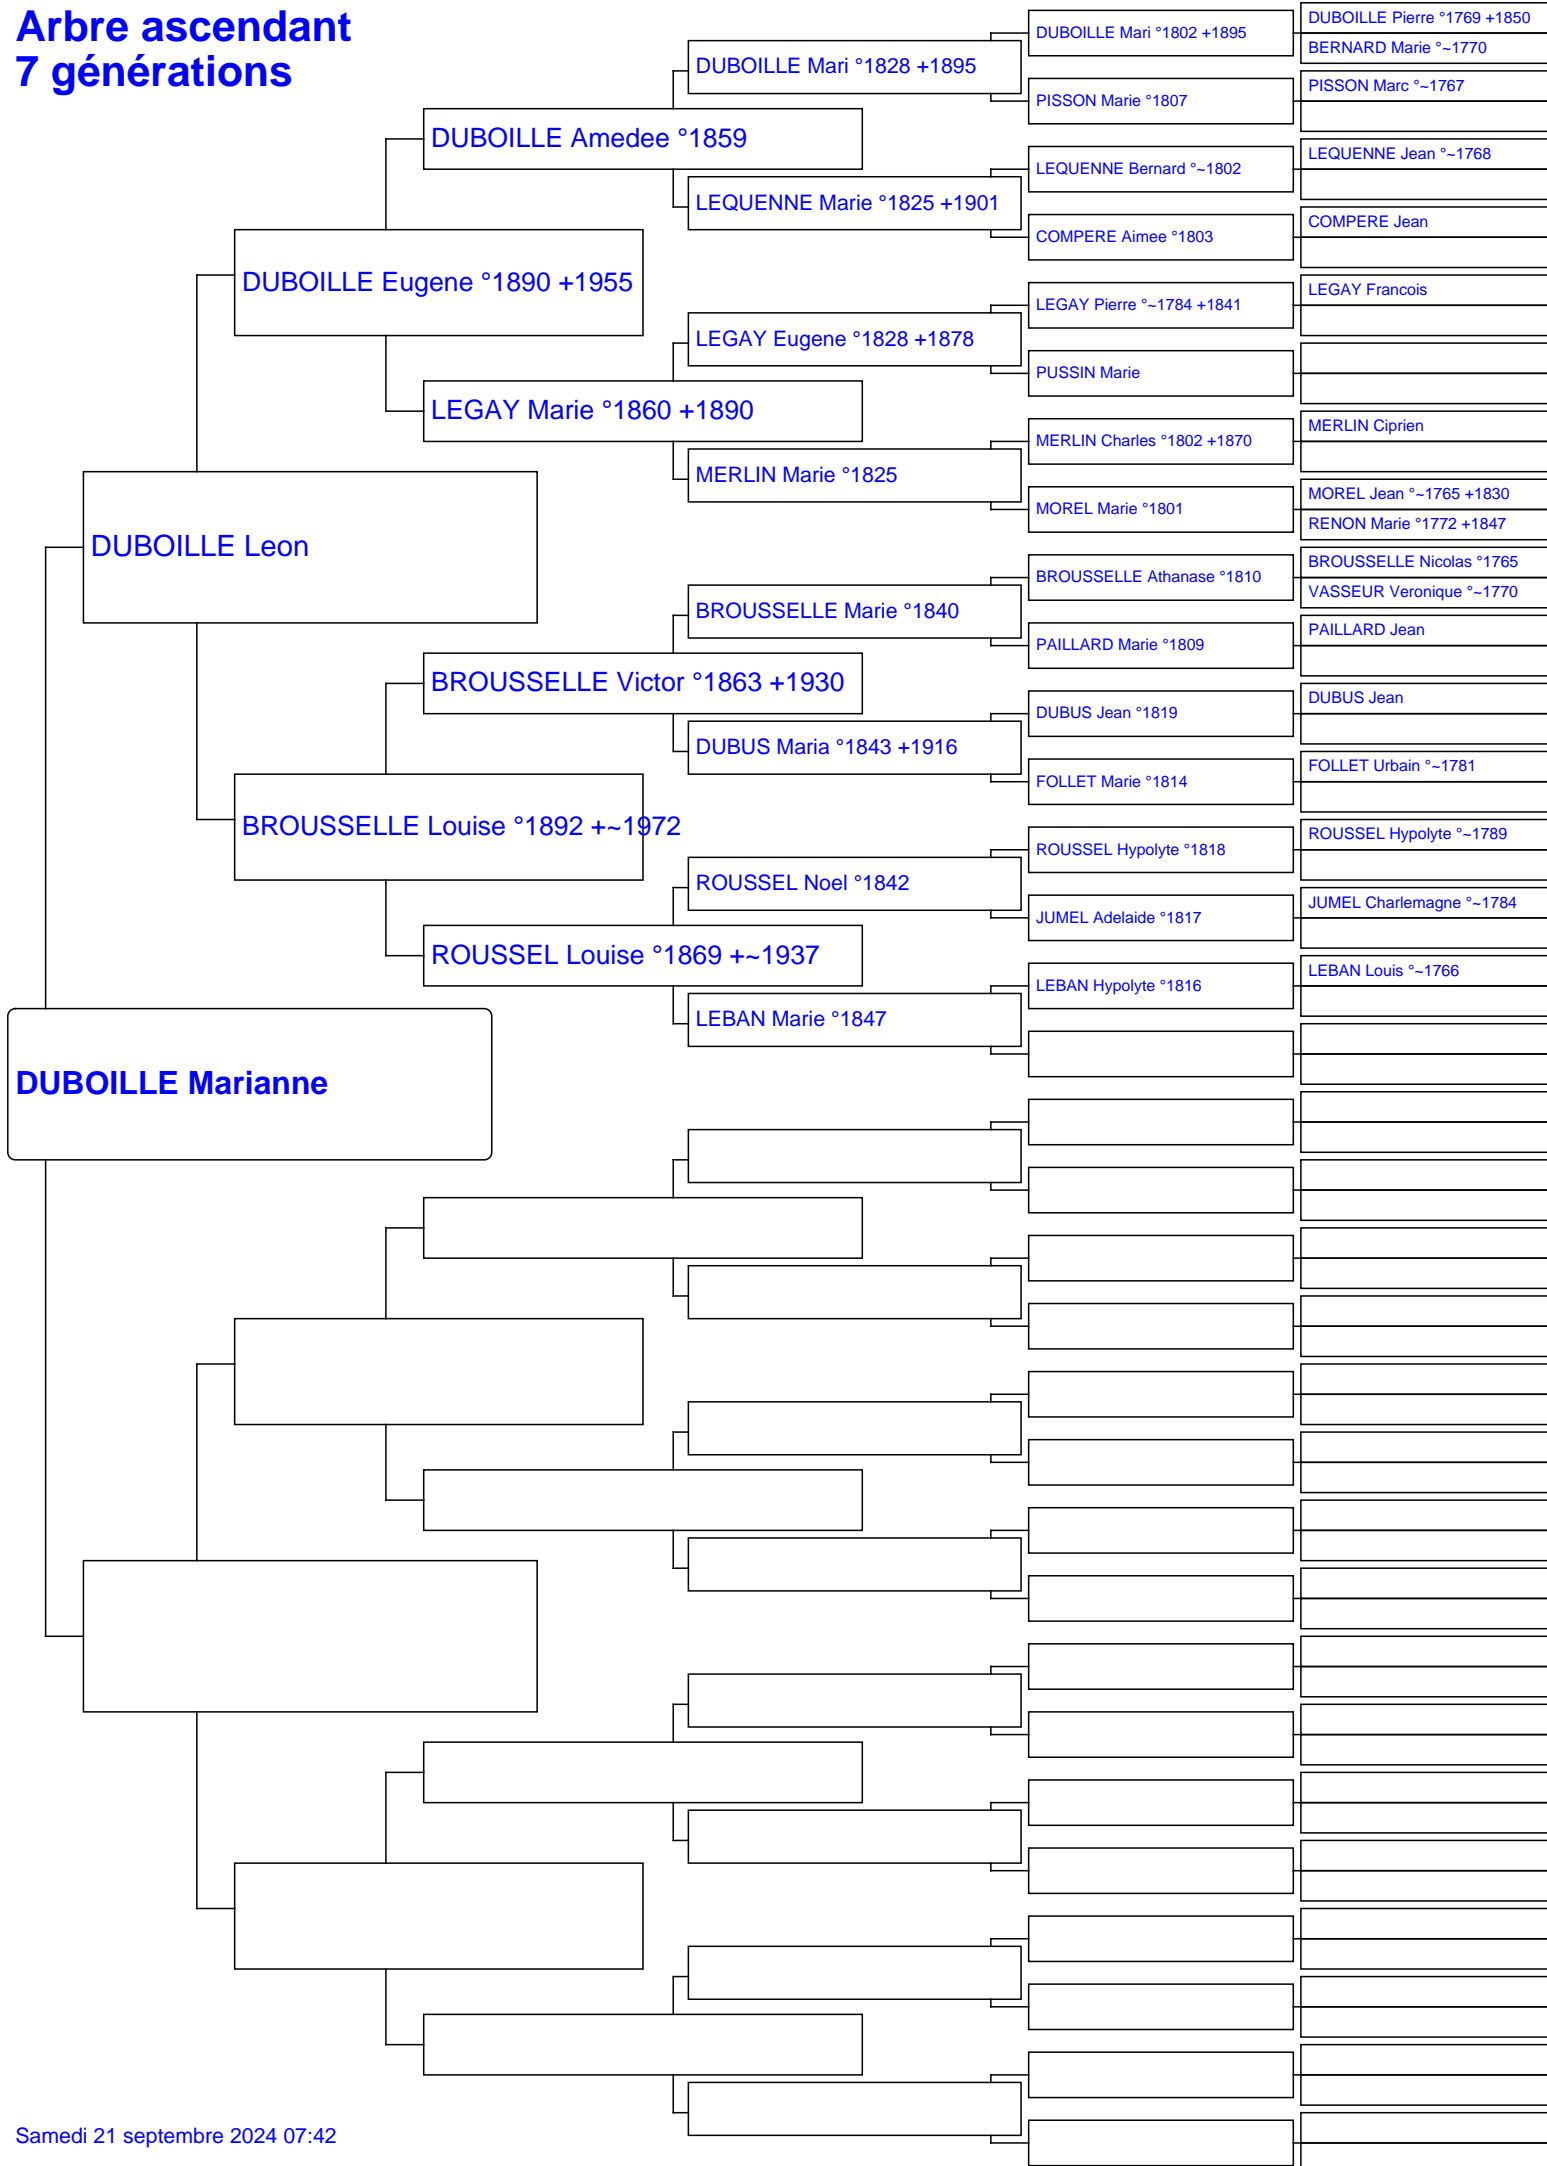 Arbre ascendant
7 générations
DUBOILLE Marianne
DUBOILLE Leon
DUBOILLE Eugene °1890 +1955
BROUSSELLE Louise °1892 +~1972
DUBOILLE Amedee °1859
LEGAY Marie °1860 +1890
BROUSSELLE Victor °1863 +1930
ROUSSEL Louise °1869 +~1937
DUBOILLE Mari °1828 +1895
LEQUENNE Marie °1825 +1901
LEGAY Eugene °1828 +1878
MERLIN Marie °1825
BROUSSELLE Marie °1840
DUBUS Maria °1843 +1916
ROUSSEL Noel °1842
LEBAN Marie °1847
DUBOILLE Mari °1802 +1895
PISSON Marie °1807
LEQUENNE Bernard °~1802
COMPERE Aimee °1803
LEGAY Pierre °~1784 +1841
PUSSIN Marie
MERLIN Charles °1802 +1870
MOREL Marie °1801
BROUSSELLE Athanase °1810
PAILLARD Marie °1809
DUBUS Jean °1819
FOLLET Marie °1814
ROUSSEL Hypolyte °1818
JUMEL Adelaide °1817
LEBAN Hypolyte °1816
DUBOILLE Pierre °1769 +1850
BERNARD Marie °~1770
PISSON Marc °~1767
LEQUENNE Jean °~1768
COMPERE Jean
LEGAY Francois
MERLIN Ciprien
MOREL Jean °~1765 +1830
RENON Marie °1772 +1847
BROUSSELLE Nicolas °1765
VASSEUR Veronique °~1770
PAILLARD Jean
DUBUS Jean
FOLLET Urbain °~1781
ROUSSEL Hypolyte °~1789
JUMEL Charlemagne °~1784
LEBAN Louis °~1766
Samedi 21 septembre 2024 07:42